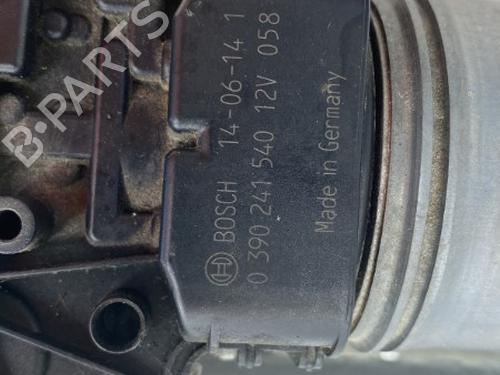 BOSCH 14-06-14 1
0 390 241 540 12V 058
Made in Germany
B-PARTS